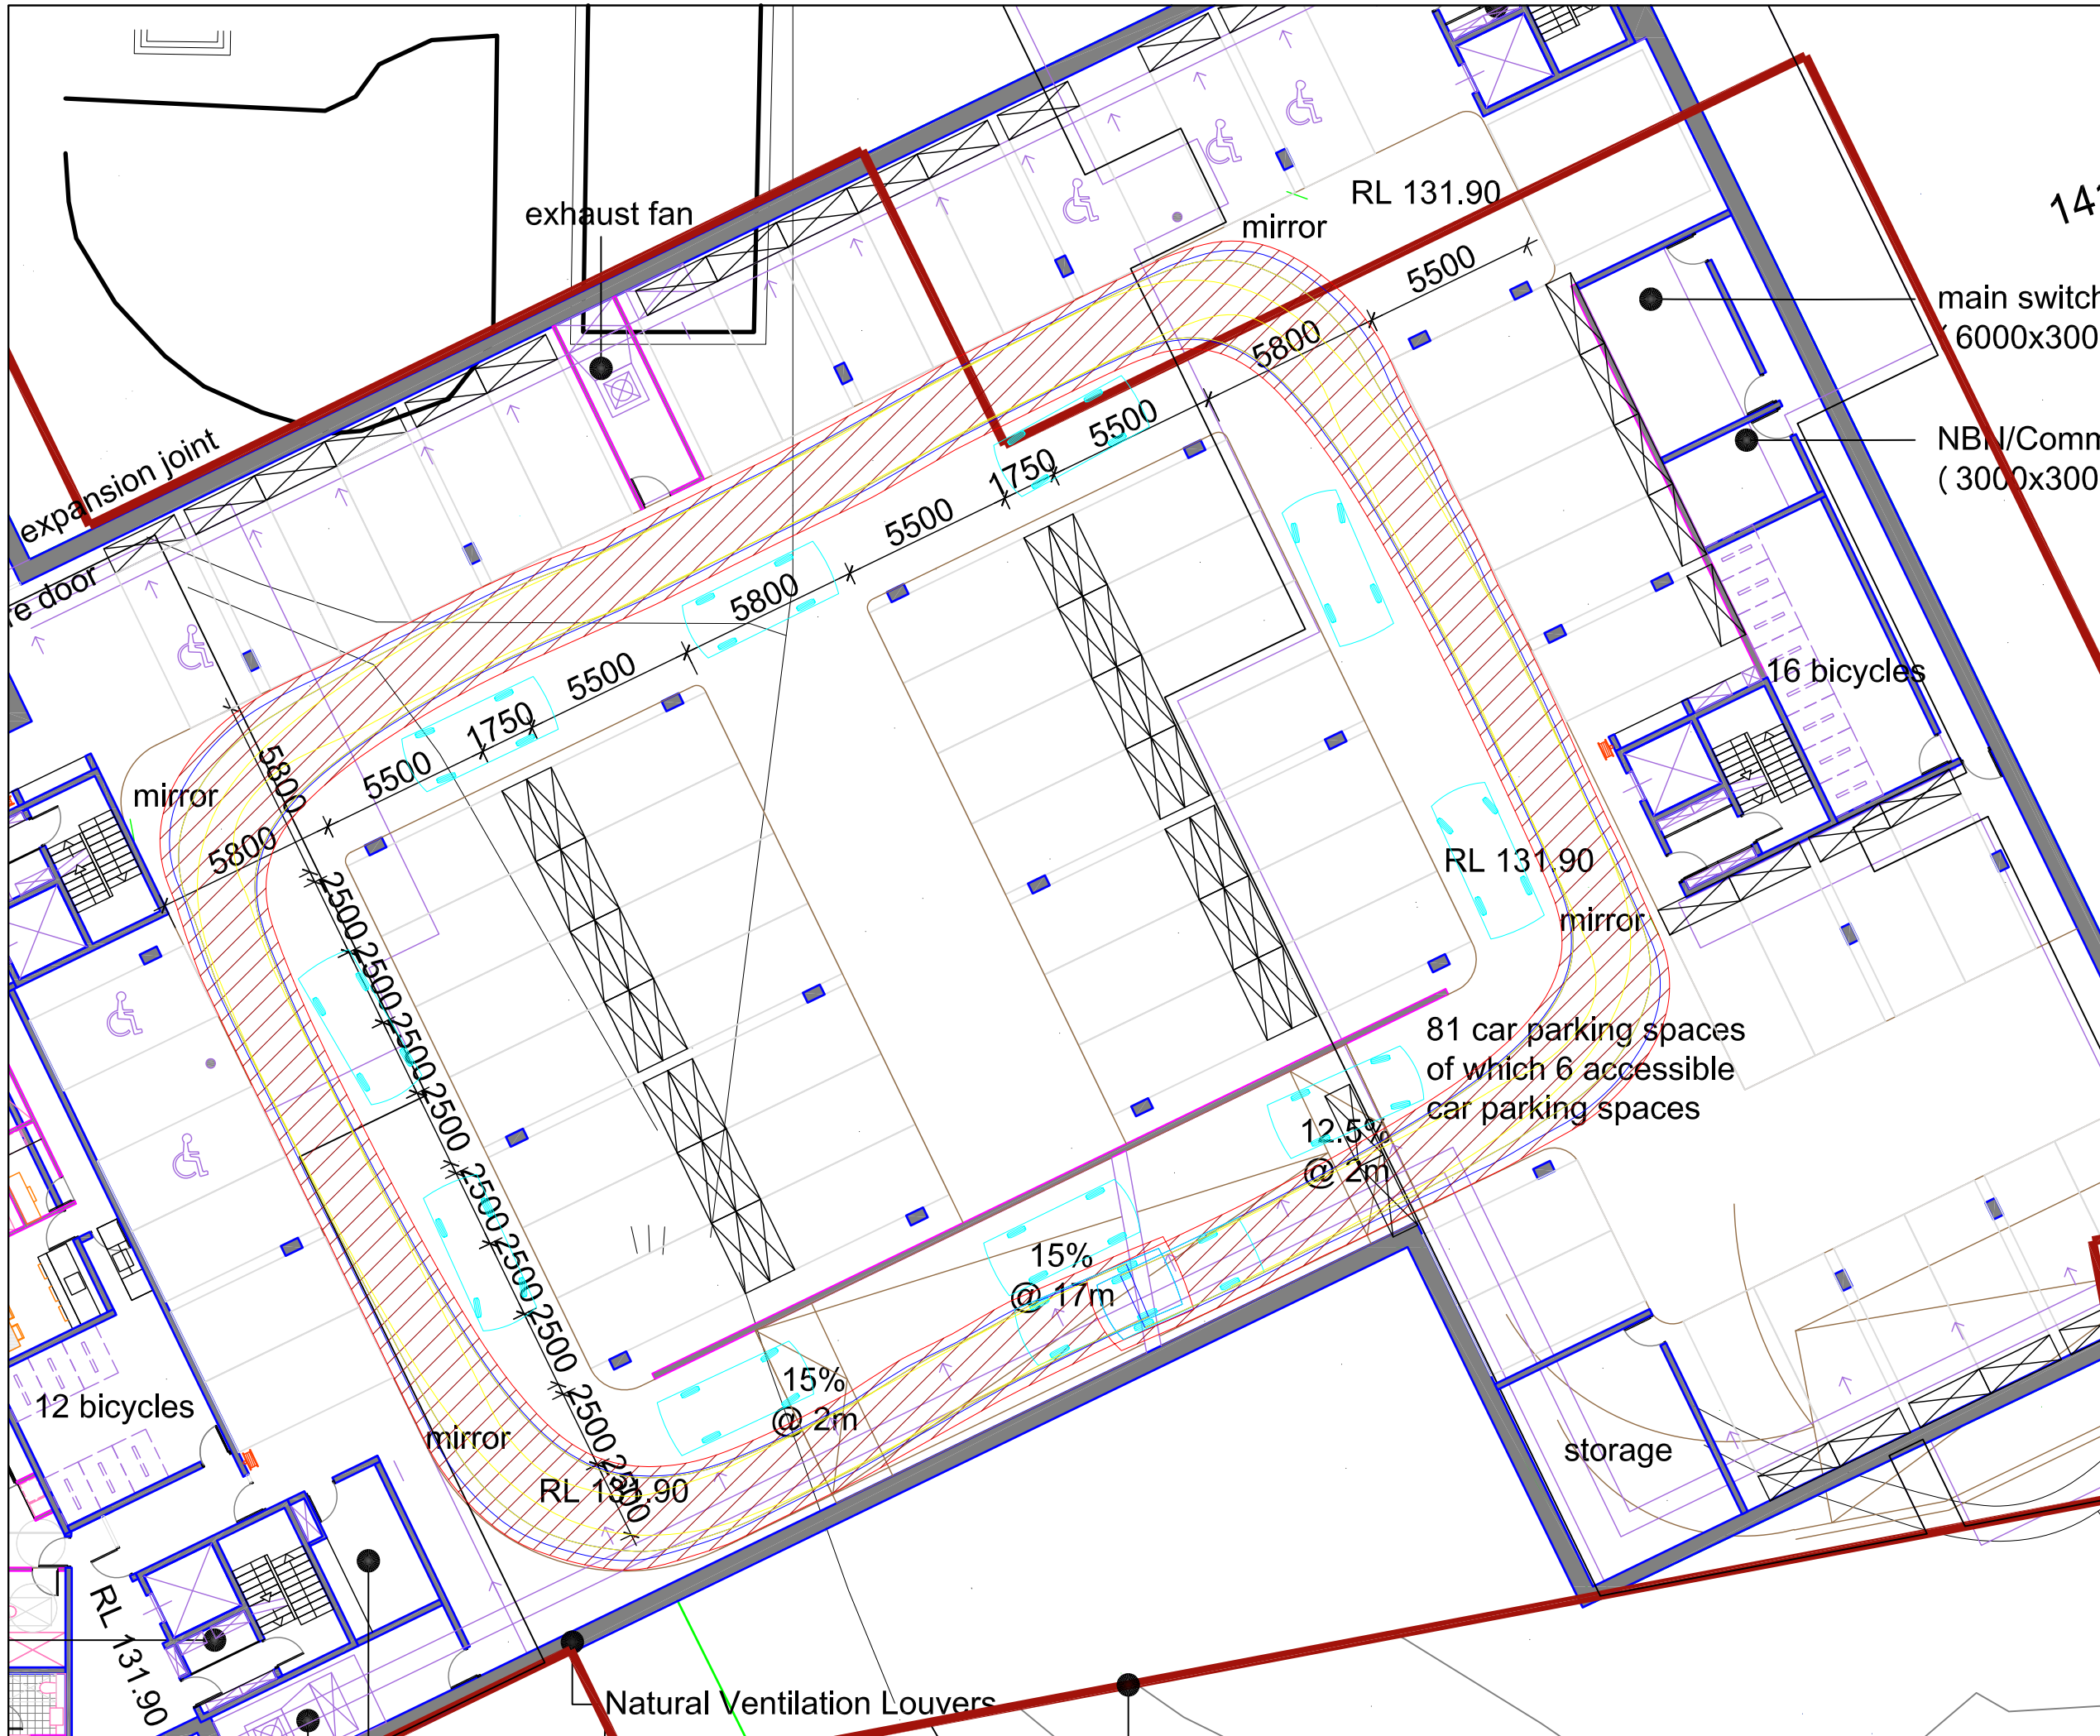 exhaust fan
RL 131.90
mirror
5500
5800
main switch
( 6000x300
NBN/Comm
( 3000x300
expansion joint
re door
5500
1750
5500
5800
5500
1750
5500
5800
5800
mirror
16 bicycles
RL 131.90
mirror
2500
2500
2500
2500
2500
2500
2500
2500
81 car parking spaces
of which 6 accessible
car parking spaces
12.5%
@ 2m
15%
@ 17m
15%
@ 2m
12 bicycles
mirror
RL 131.90
storage
RL 131.90
Natural Ventilation Louvers